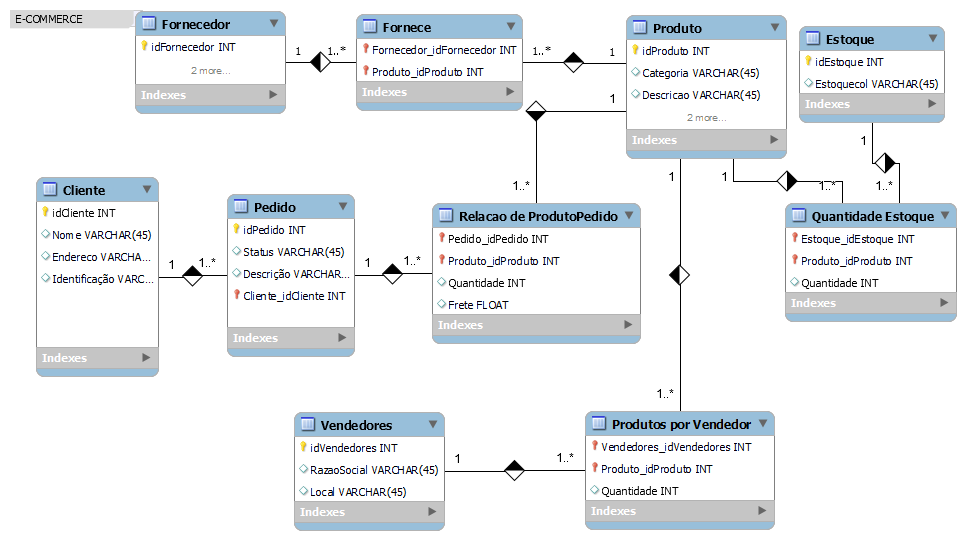 E-COMMERCE
Fornecedor
idFornecedor INT
2 more...
Indexes
1
1..*
Fornece
Fornecedor_idFornecedor INT
Produto_idProduto INT
Indexes
1..*
1
Produto
idProduto INT
Categoria VARCHAR(45)
Descricao VARCHAR(45)
2 more...
Indexes
Estoque
idEstoque INT
Estoquecol VARCHAR(45)
Indexes
1
1..*
1
1..*
1
1..*
1
1..*
Cliente
idCliente INT
Nome VARCHAR(45)
Endereco VARCHA...
Identificação VARC...
Indexes
1
1..*
Pedido
idPedido INT
Status VARCHAR(45)
Descrição VARCHAR...
Cliente_idCliente INT
Indexes
1
1..*
Relacao de ProdutoPedido
Pedido_idPedido INT
Produto_idProduto INT
Quantidade INT
Frete FLOAT
Indexes
Quantidade Estoque
Estoque_idEstoque INT
Produto_idProduto INT
Quantidade INT
Indexes
Vendedores
idVendedores INT
RazaoSocial VARCHAR(45)
Local VARCHAR(45)
Indexes
1
1..*
Produtos por Vendedor
Vendedores_idVendedores INT
Produto_idProduto INT
Quantidade INT
Indexes